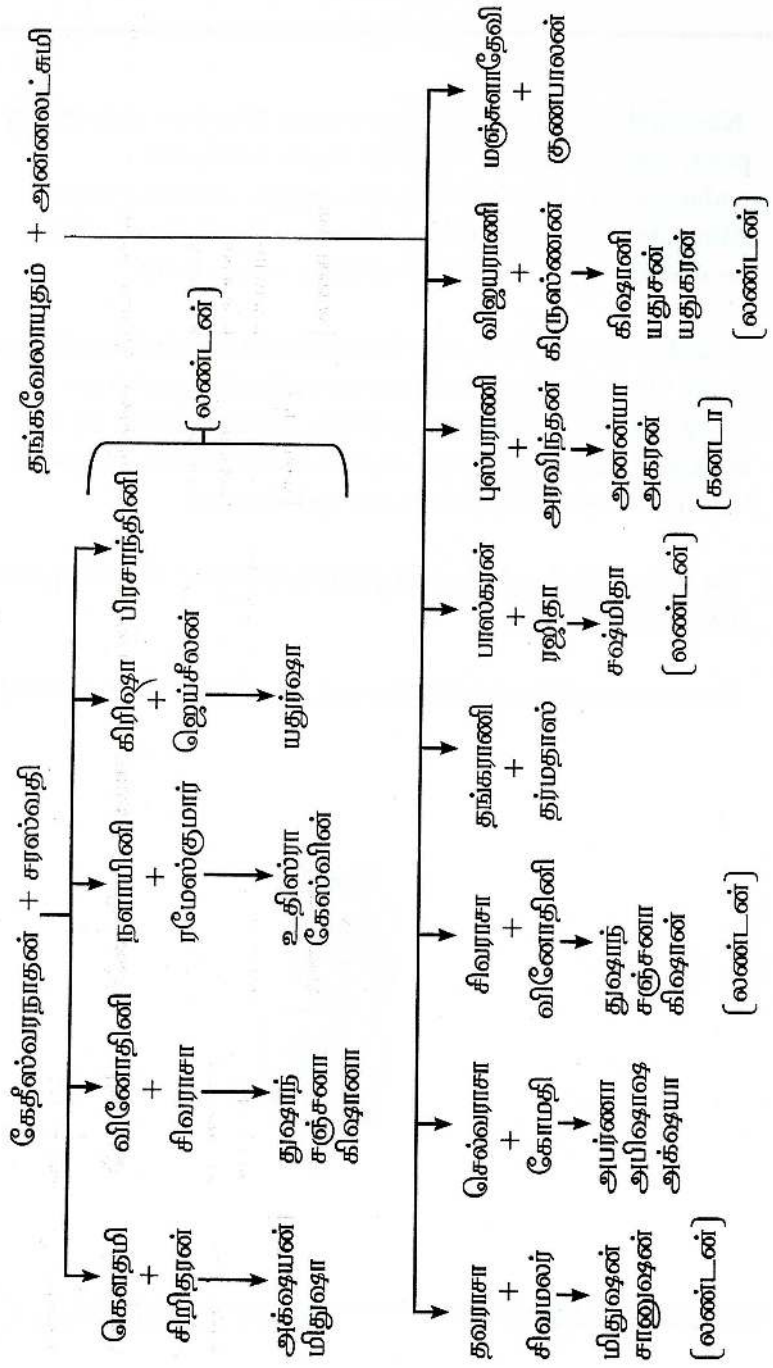 கேதீஸ்வரநாதன் + சரஸ்வதி
கௌதமி
+
சிறிதரன்
அக்ஷயன்
மிதுஷா
வினோதினி
+
சிவராசா
துஷாந்
சஞ்சனா
கிஷானா
நளாயினி
+
ரமேஸ்குமார்
உதிஸ்ரா
கேஸ்வின்
கிரிஷா
+
ஜெய்சீலன்
யதுர்ஷா
பிரசாந்தினி
(லண்டன்)
தங்கவேலாயுதம் + அன்னலட்சுமி
தவராசா
+
சிவமலர்
மிதுஷன்
சானுஷன்
(லண்டன்)
செல்வராசா
+
கோமதி
அபர்ணா
அபிஷாஷ
அக்ஷயா
சிவராசா
+
வினோதினி
துஷாந்
சஞ்சனா
கிஷான்
(லண்டன்)
தங்கராணி
+
தர்மதாஸ்
பாஸ்கரன்
+
ரஜிதா
சஷ்மிதா
(லண்டன்)
புஸ்பராணி
+
அரவிந்தன்
அனன்யா
அகரன்
(கனடா)
விஜயராணி
+
கிருஸ்ணன்
கிஷானி
யதுசன்
யதுகரன்
(லண்டன்)
மஞ்சுளாதேவி
+
குணபாலன்